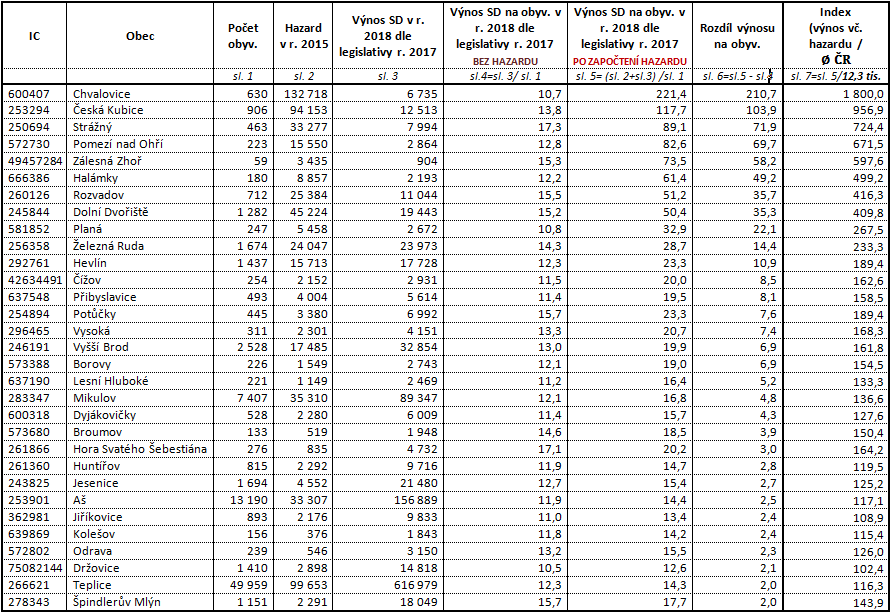 IC Obec Počet obyv. Hazard v r. 2015 Výnos SD v r. 2018 dle legislativy r. 2017 Výnos SD na obyv. v r. 2018 dle legislativy r. 2017 BEZ HAZARDU Výnos SD na obyv. v r. 2018 dle legislativy r. 2017 PO ZAPOČTENÍ HAZARDU Rozdíl výnosu na obyv. Index (výnos vč. hazardu / Ø ČR
sl. 1 sl. 2 sl. 3 sl.4=sl. 3/ sl. 1 sl. 5= (sl. 2+sl.3) /sl. 1 sl. 6=sl.5 - sl.4 sl. 7=sl. 5/12,3 tis.
600407 Chvalovice 630 132 718 6 735 10,7 221,4 210,7 1 800,0
253294 Česká Kubice 906 94 153 12 513 13,8 117,7 103,9 956,9
250694 Strážný 463 33 277 7 994 17,3 89,1 71,9 724,4
572730 Pomezí nad Ohří 223 15 550 2 864 12,8 82,6 69,7 671,5
49457284 Zálesná Zhoř 59 3 435 904 15,3 73,5 58,2 597,6
666386 Halámky 180 8 857 2 193 12,2 61,4 49,2 499,2
260126 Rozvadov 712 25 384 11 044 15,5 51,2 35,7 416,3
245844 Dolní Dvořiště 1 282 45 224 19 443 15,2 50,4 35,3 409,8
581852 Planá 247 5 458 2 672 10,8 32,9 22,1 267,5
256358 Železná Ruda 1 674 24 047 23 973 14,3 28,7 14,4 233,3
292761 Hevlín 1 437 15 713 17 728 12,3 23,3 10,9 189,4
42634491 Čížov 254 2 152 2 931 11,5 20,0 8,5 162,6
637548 Přibyslavice 493 4 004 5 614 11,4 19,5 8,1 158,5
254894 Potůčky 445 3 380 6 992 15,7 23,3 7,6 189,4
296465 Vysoká 311 2 301 4 151 13,3 20,7 7,4 168,3
246191 Vyšší Brod 2 528 17 485 32 854 13,0 19,9 6,9 161,8
573388 Borovy 226 1 549 2 743 12,1 19,0 6,9 154,5
637190 Lesní Hluboké 221 1 149 2 469 11,2 16,4 5,2 133,3
283347 Mikulov 7 407 35 310 89 347 12,1 16,8 4,8 136,6
600318 Dyjákovičky 528 2 280 6 009 11,4 15,7 4,3 127,6
573680 Broumov 133 519 1 948 14,6 18,5 3,9 150,4
261866 Hora Svatého Šebestiána 276 835 4 732 17,1 20,2 3,0 164,2
261360 Huntířov 815 2 292 9 716 11,9 14,7 2,8 119,5
243825 Jesenice 1 694 4 552 21 480 12,7 15,4 2,7 125,2
253901 Aš 13 190 33 307 156 889 11,9 14,4 2,5 117,1
362981 Jiříkovice 893 2 176 9 833 11,0 13,4 2,4 108,9
639869 Kolešov 156 376 1 843 11,8 14,2 2,4 115,4
572802 Odrava 239 546 3 150 13,2 15,5 2,3 126,0
75082144 Držovice 1 410 2 898 14 818 10,5 12,6 2,1 102,4
266621 Teplice 49 959 99 653 616 979 12,3 14,3 2,0 116,3
278343 Špindlerův Mlýn 1 151 2 291 18 049 15,7 17,7 2,0 143,9